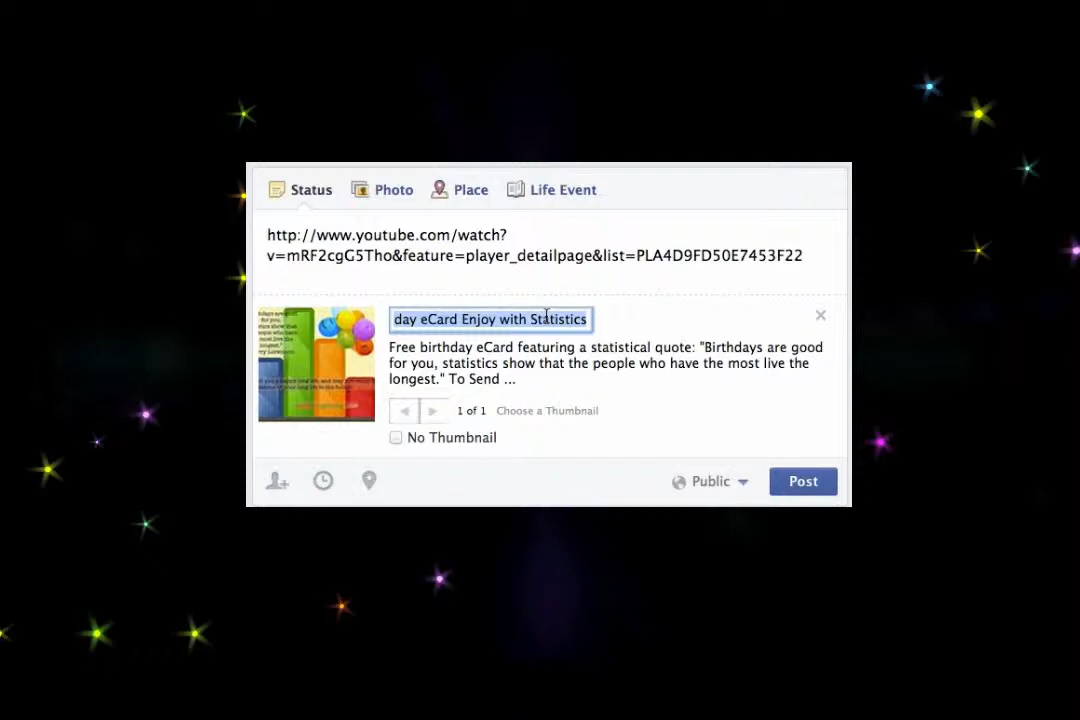 Status Photo Place Life Event
http://www.youtube.com/watch?
v=mRF2cgG5Tho&feature=player_detailpage&list=PLA4D9FD50E7453F22
day eCard Enjoy with Statistics
Free birthday eCard featuring a statistical quote: "Birthdays are good
for you, statistics show that the people who have the most live the
longest." To Send ...
1 of 1 Choose a Thumbnail
No Thumbnail
Public Post